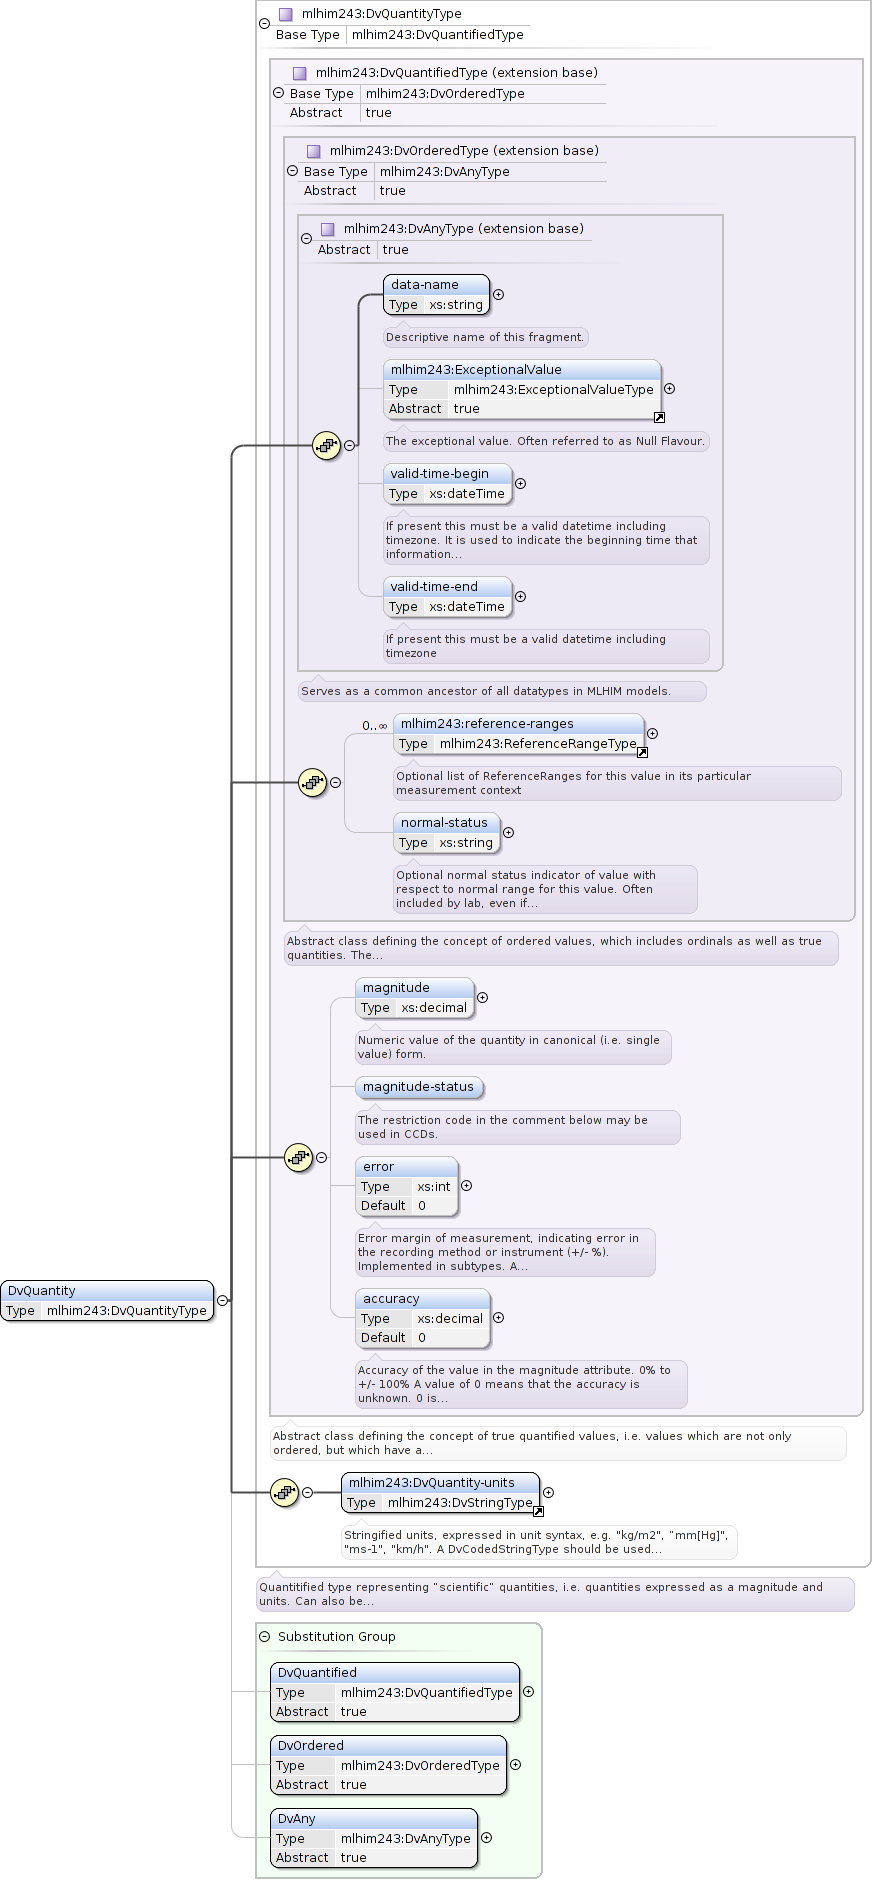 mlhim243:DvQuantityType
Base Type mlhim243:DvQuantifiedType
mlhim243:DvQuantifiedType (extension base)
Base Type mlhim243:DvOrderedType
Abstract true
mlhim243:DvOrderedType (extension base)
Base Type mlhim243:DvAnyType
Abstract true
mlhim243:DvAnyType (extension base)
Abstract true
data-name
Type xs:string
Descriptive name of this fragment.
mlhim243:ExceptionalValue
Type mlhim243:ExceptionalValueType
Abstract true
The exceptional value. Often referred to as Null Flavour.
valid-time-begin
Type xs:dateTime
If present this must be a valid datetime including
timezone. It is used to indicate the beginning time that
information...
valid-time-end
Type xs:dateTime
If present this must be a valid datetime including
timezone
Serves as a common ancestor of all datatypes in MLHIM models.
0..∞
mlhim243:reference-ranges
Type mlhim243:ReferenceRangeType
Optional list of ReferenceRanges for this value in its particular
measurement context
normal-status
Type xs:string
Optional normal status indicator of value with
respect to normal range for this value. Often
included by lab, even if...
Abstract class defining the concept of ordered values, which includes ordinals as well as true
quantities. The...
magnitude
Type xs:decimal
Numeric value of the quantity in canonical (i.e. single
value) form.
magnitude-status
The restriction code in the comment below may be
used in CCDs.
error
Type xs:int
Default 0
Error margin of measurement, indicating error in
the recording method or instrument (+/- %).
Implemented in subtypes. A...
DvQuantity
Type mlhim243:DvQuantityType
accuracy
Type xs:decimal
Default 0
Accuracy of the value in the magnitude attribute. 0% to
+/- 100% A value of 0 means that the accuracy is
unknown. 0 is...
Abstract class defining the concept of true quantified values, i.e. values which are not only
ordered, but which have a...
mlhim243:DvQuantity-units
Type mlhim243:DvStringType
Stringified units, expressed in unit syntax, e.g. "kg/m2", "mm[Hg]",
"ms-1", "km/h". A DvCodedStringType should be used...
Quantitified type representing "scientific" quantities, i.e. quantities expressed as a magnitude and
units. Can also be...
Substitution Group
DvQuantified
Type mlhim243:DvQuantifiedType
Abstract true
DvOrdered
Type mlhim243:DvOrderedType
Abstract true
DvAny
Type mlhim243:DvAnyType
Abstract true